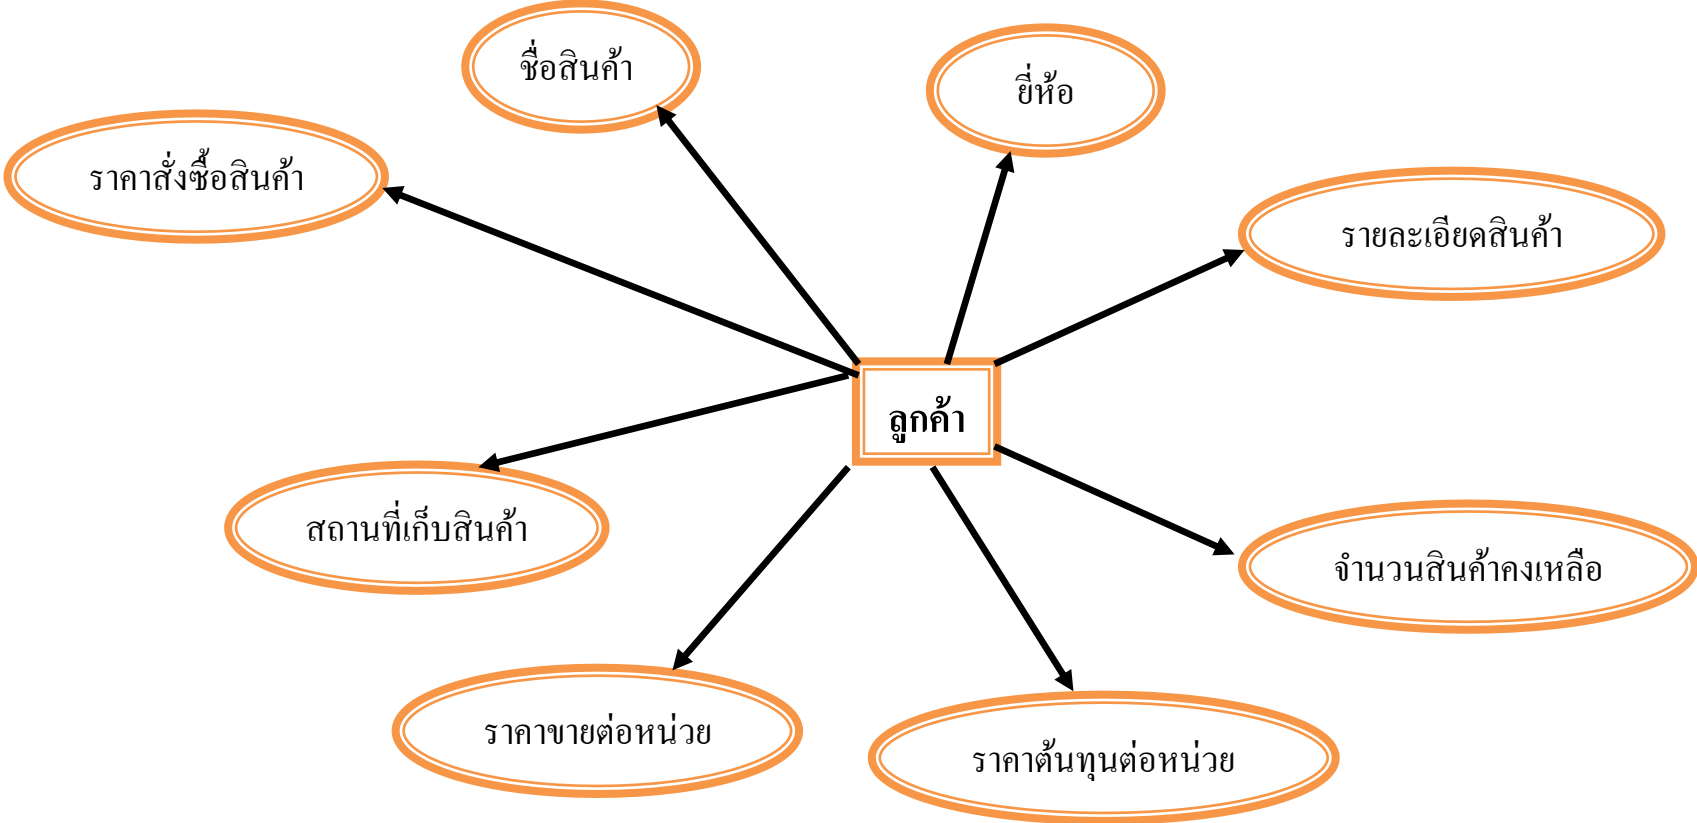 ชื่อสินค้า
ยี่ห้อ
ราคาสั่งซื้อสินค้า
รายละเอียดสินค้า
ลูกค้า
สถานที่เก็บสินค้า
จำนวนสินค้าคงเหลือ
ราคาขายต่อหน่วย
ราคาต้นทุนต่อหน่วย